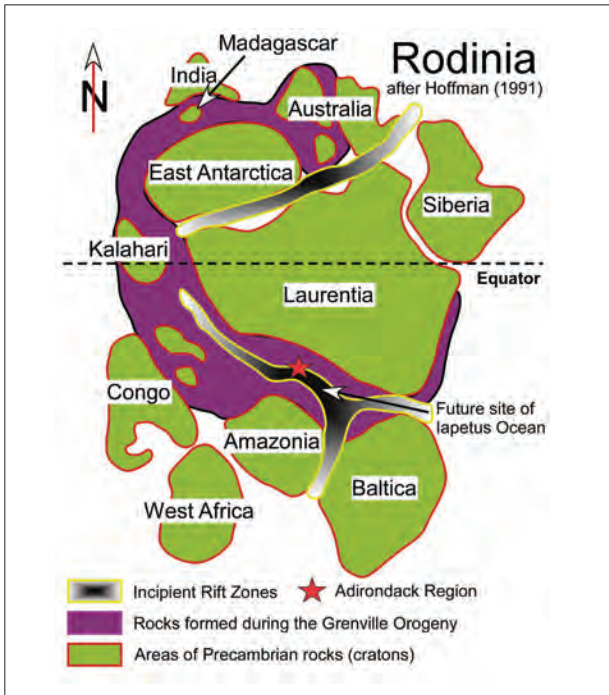 Madagascar
Rodinia
after Hoffman (1991)
India
N
Australia
East Antarctica
Siberia
Kalahari
Equator
Laurentia
Congo
Future site of
Iapetus Ocean
Amazonia
Baltica
West Africa
Incipient Rift Zones
Adirondack Region
Rocks formed during the Grenville Orogeny
Areas of Precambrian rocks (cratons)